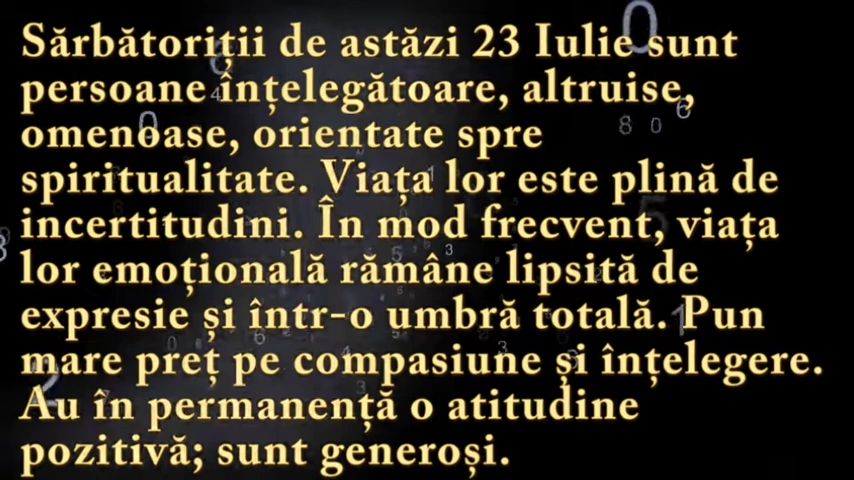 Sărbătoriții de astăzi 23 Iulie sunt
persoane înțelegătoare, altruise,
omenoase, orientate spre
spiritualitate. Viața lor este plină de
incertitudini. În mod frecvent, viața
lor emoțională rămâne lipsită de
expresie și într-o umbră totală. Pun
mare preț pe compasiune și înțelegere.
Au în permanență o atitudine
pozitivă; sunt generoși.